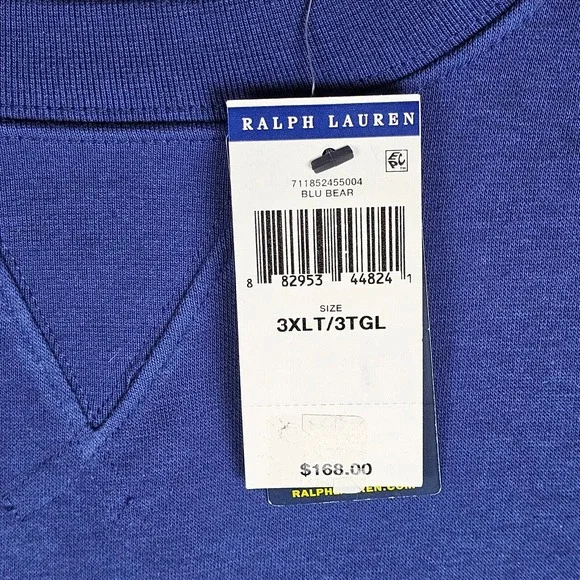 RALPH LAUREN
711852455004
BLU BEAR
8 82953 44824 1
SIZE
3XLT/3TGL
$168.00
RALPHLAUREN.COM